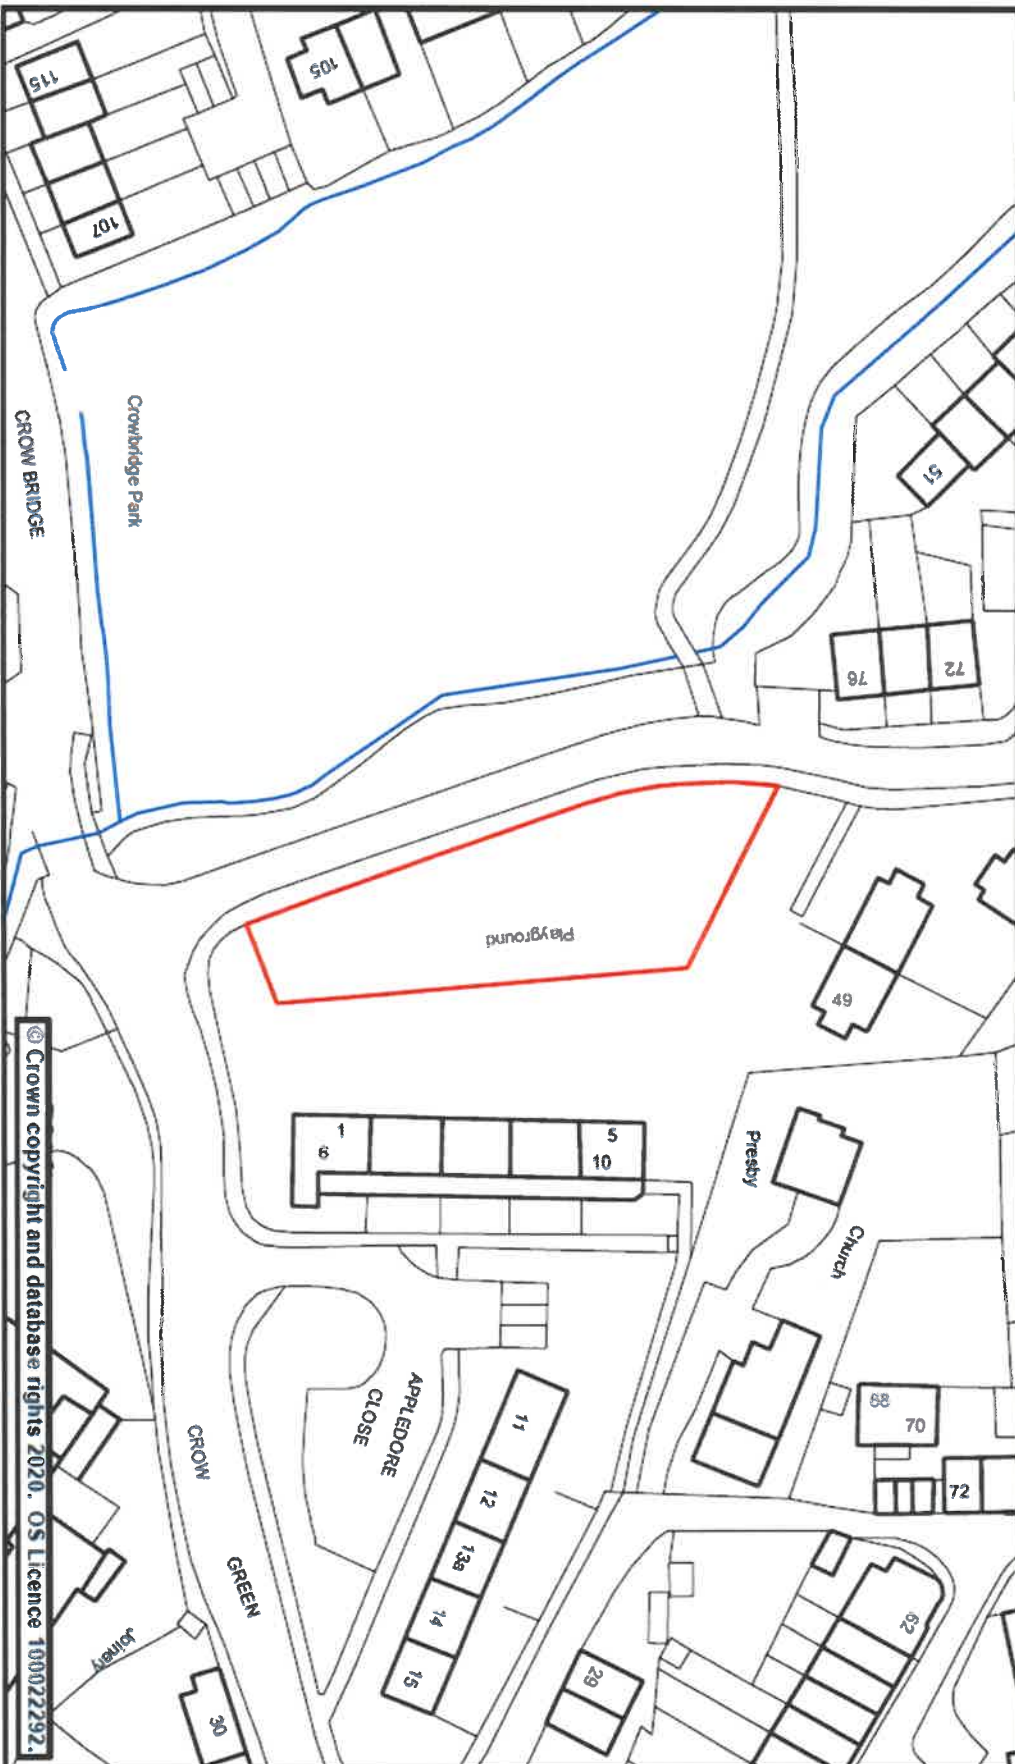 115
107
105
CROW BRIDGE
Crowbridge Park
51
76
72
Playground
49
1
6
5
10
Presby
Church
68
70
72
APPLEDORE
CLOSE
11
12
13a
14
15
CROW
GREEN
62
29
30
Joinery
© Crown copyright and database rights 2020. OS Licence 100022292.